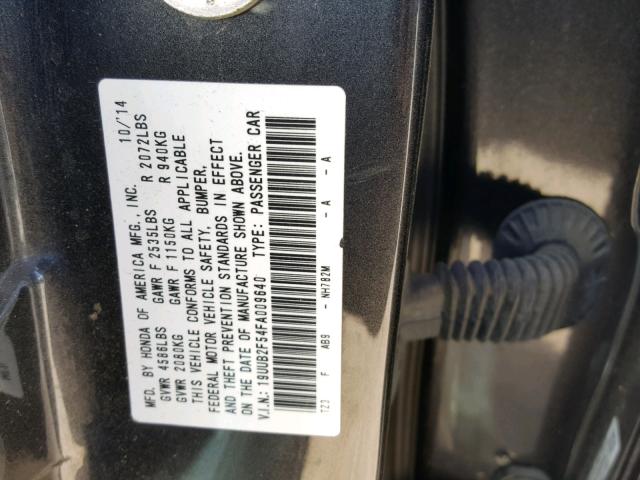 MFD. BY HONDA OF AMERICA MFG., INC. 10/'14
GVWR 4586LBS GAWR F 2535LBS R 2072LBS
GVWR 2080KG GAWR F 1150KG R 940KG
THIS VEHICLE CONFORMS TO ALL APPLICABLE
FEDERAL MOTOR VEHICLE SAFETY, BUMPER,
AND THEFT PREVENTION STANDARDS IN EFFECT
ON THE DATE OF MANUFACTURE SHOWN ABOVE.
V.I.N.: 19UUB2F54FA009640 TYPE: PASSENGER CAR
TZ3 F AB9 - NH782M - A - A